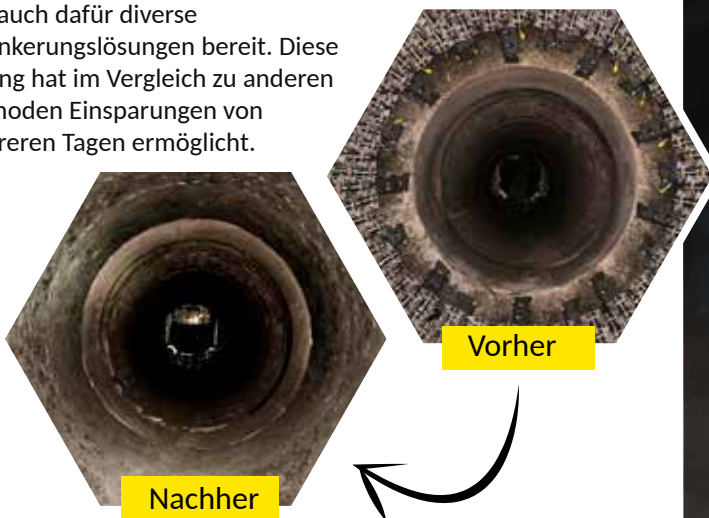 auch dafür diverse
nkerungslösungen bereit. Diese
ng hat im Vergleich zu anderen
noden Einsparungen von
reren Tagen ermöglicht.
Vorher
Nachher